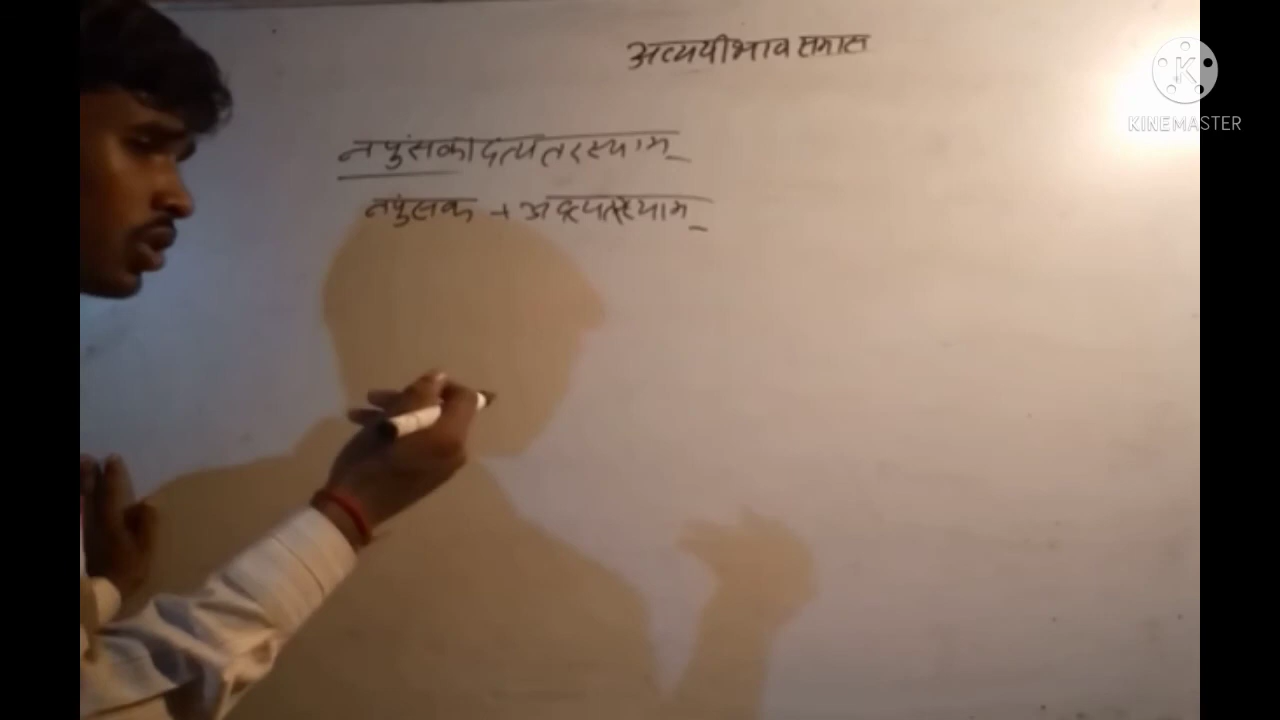 अव्ययीभाव समास
नपुंसकादन्यतरस्याम्
नपुंसक + अन्यतरस्याम्
KINEMASTER